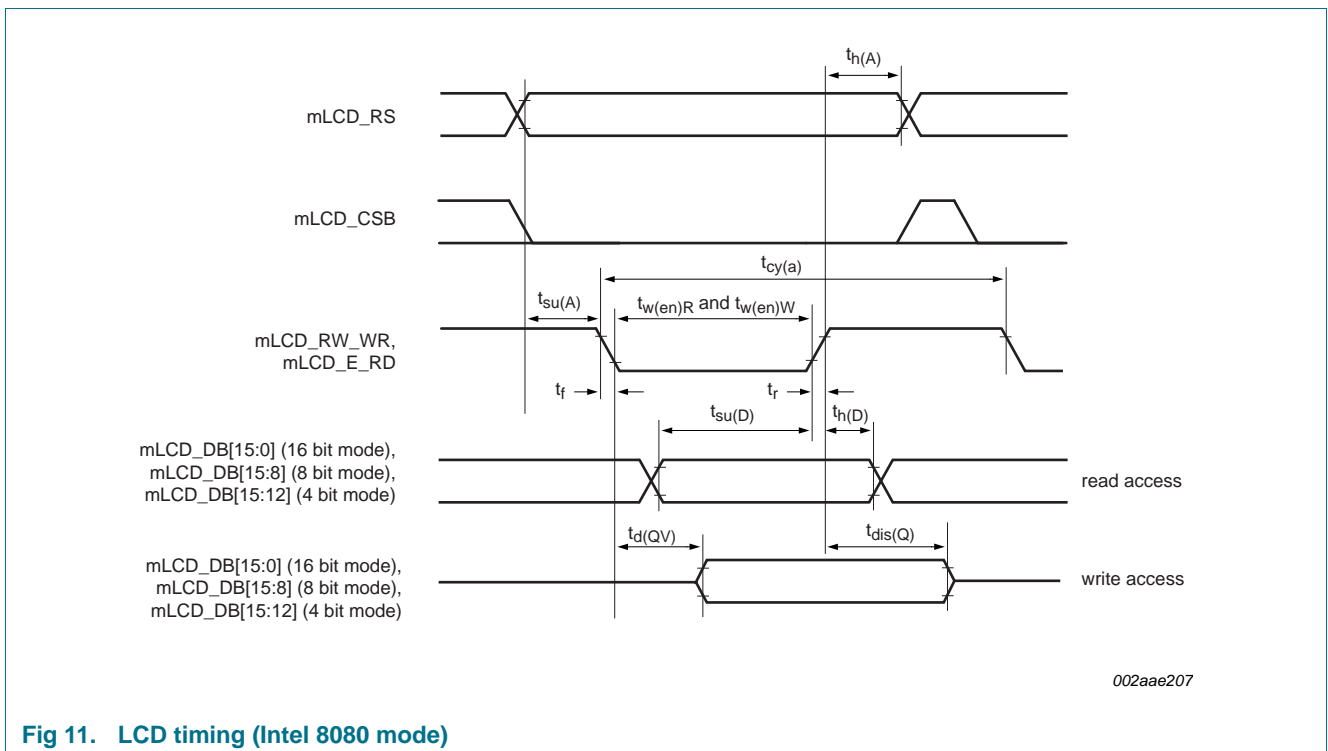 th(A)
mLCD_RS
mLCD_CSB
tcy(a)
tsu(A)
tw(en)R and tw(en)W
mLCD_RW_WR,
mLCD_E_RD
tf
tr
tsu(D)
th(D)
mLCD_DB[15:0] (16 bit mode),
mLCD_DB[15:8] (8 bit mode),
mLCD_DB[15:12] (4 bit mode)
read access
td(QV)
tdis(Q)
mLCD_DB[15:0] (16 bit mode),
mLCD_DB[15:8] (8 bit mode),
mLCD_DB[15:12] (4 bit mode)
write access
002aae207
Fig 11. LCD timing (Intel 8080 mode)